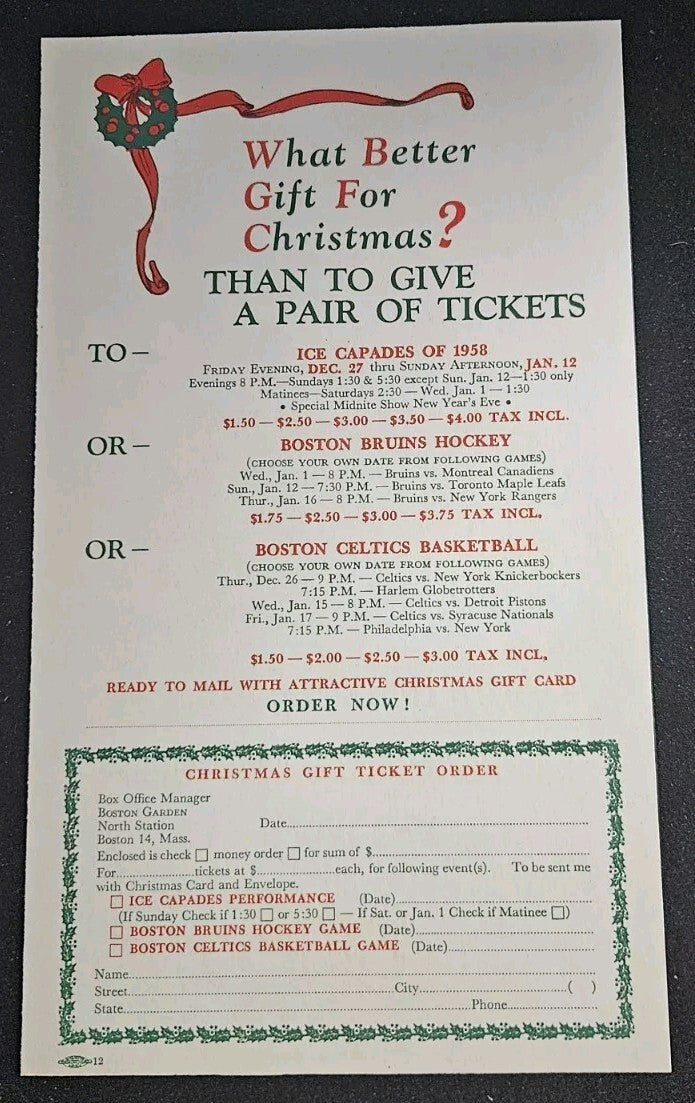 What Better
Gift For
Christmas?
THAN TO GIVE
A PAIR OF TICKETS
TO —
ICE CAPADES OF 1958
FRIDAY EVENING, DEC. 27 thru SUNDAY AFTERNOON, JAN. 12
Evenings 8 P.M.—Sundays 1:30 & 5:30 except Sun. Jan. 12—1:30 only
Matinees—Saturdays 2:30 — Wed. Jan. 1 — 1:30
• Special Midnite Show New Year's Eve •
$1.50 — $2.50 — $3.00 — $3.50 — $4.00 TAX INCL.
OR —
BOSTON BRUINS HOCKEY
(CHOOSE YOUR OWN DATE FROM FOLLOWING GAMES)
Wed., Jan. 1 — 8 P.M. — Bruins vs. Montreal Canadiens
Sun., Jan. 12 — 7:30 P.M. — Bruins vs. Toronto Maple Leafs
Thur., Jan. 16 — 8 P.M. — Bruins vs. New York Rangers
$1.75 — $2.50 — $3.00 — $3.75 TAX INCL.
OR —
BOSTON CELTICS BASKETBALL
(CHOOSE YOUR OWN DATE FROM FOLLOWING GAMES)
Thur., Dec. 26 — 9 P.M. — Celtics vs. New York Knickerbockers
7:15 P.M. — Harlem Globetrotters
Wed., Jan. 15 — 8 P.M. — Celtics vs. Detroit Pistons
Fri., Jan. 17 — 9 P.M. — Celtics vs. Syracuse Nationals
7:15 P.M. — Philadelphia vs. New York
$1.50 — $2.00 — $2.50 — $3.00 TAX INCL.
READY TO MAIL WITH ATTRACTIVE CHRISTMAS GIFT CARD
ORDER NOW!
CHRISTMAS GIFT TICKET ORDER
Box Office Manager
BOSTON GARDEN
North Station Date
Boston 14, Mass.
Enclosed is check ☐ money order ☐ for sum of $
For tickets at $ each, for following event(s). To be sent me
with Christmas Card and Envelope.
☐ ICE CAPADES PERFORMANCE (Date)
(If Sunday Check if 1:30 ☐ or 5:30 ☐ — If Sat. or Jan. 1 Check if Matinee ☐)
☐ BOSTON BRUINS HOCKEY GAME (Date)
☐ BOSTON CELTICS BASKETBALL GAME (Date)
Name
Street City ( )
State Phone
12